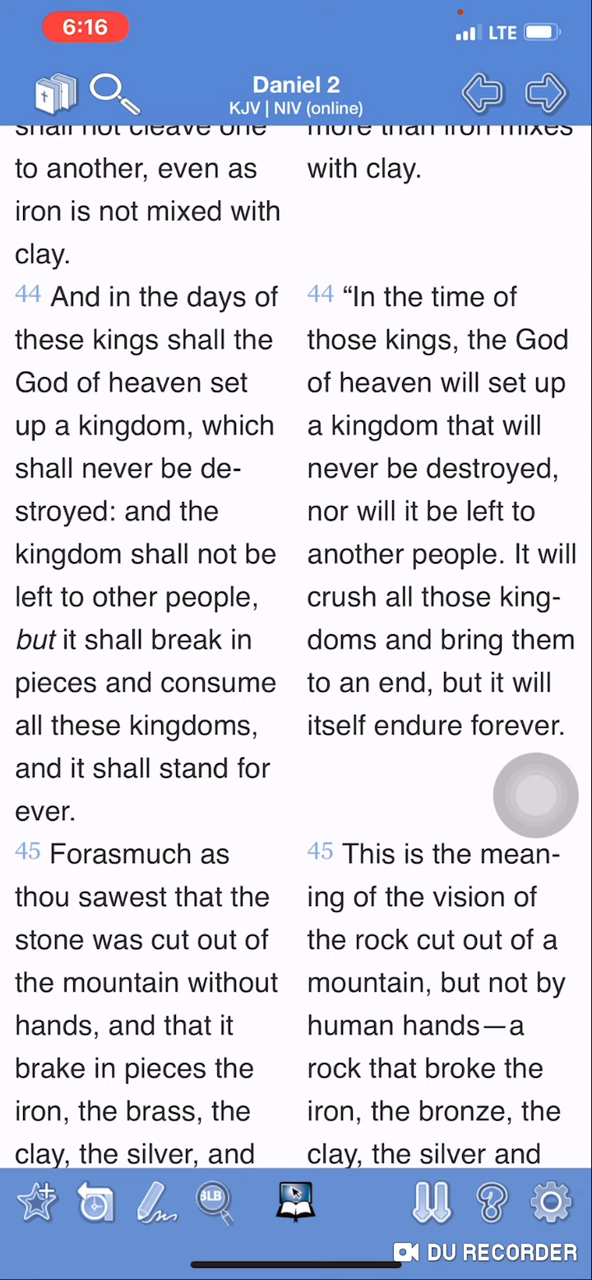 6:16
LTE
Daniel 2
KJV | NIV (online)
shall not cleave one
to another, even as
iron is not mixed with
clay.
44 And in the days of
these kings shall the
God of heaven set
up a kingdom, which
shall never be de-
stroyed: and the
kingdom shall not be
left to other people,
but it shall break in
pieces and consume
all these kingdoms,
and it shall stand for
ever.
45 Forasmuch as
thou sawest that the
stone was cut out of
the mountain without
hands, and that it
brake in pieces the
iron, the brass, the
clay, the silver, and
more than iron mixes
with clay.
44 “In the time of
those kings, the God
of heaven will set up
a kingdom that will
never be destroyed,
nor will it be left to
another people. It will
crush all those king-
doms and bring them
to an end, but it will
itself endure forever.
45 This is the mean-
ing of the vision of
the rock cut out of a
mountain, but not by
human hands—a
rock that broke the
iron, the bronze, the
clay, the silver and
BLB
DU RECORDER